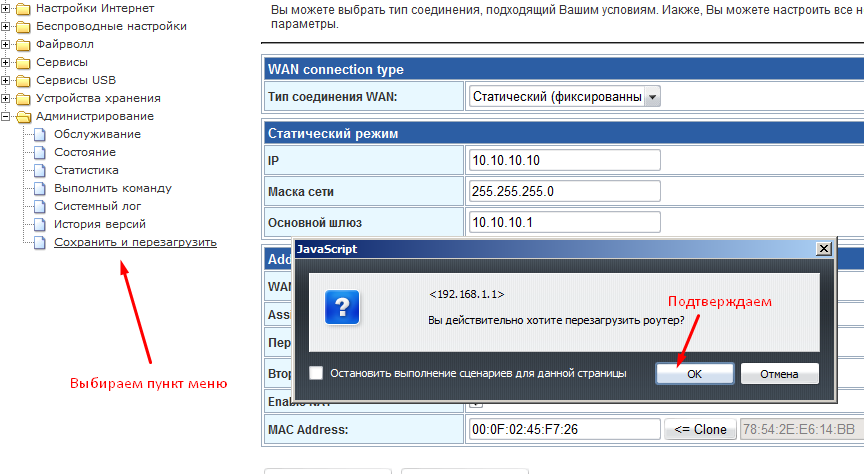 Настройки Интернет
Беспроводные настройки
Файрволл
Сервисы
Сервисы USB
Устройства хранения
Администрирование
Обслуживание
Состояние
Статистика
Выполнить команду
Системный лог
История версий
Сохранить и перезагрузить
Выбираем пункт меню
Вы можете выбрать тип соединения, подходящий Вашим условиям. Иакже, Вы можете настроить все н
параметры.
WAN connection type
Тип соединения WAN: Статический (фиксированны
Статический режим
IP 10.10.10.10
Маска сети 255.255.255.0
Основной шлюз 10.10.10.1
Add
WAN
Assi
Пер
Втор
JavaScript
<192.168.1.1>
Вы действительно хотите перезагрузить роутер?
Подтверждаем
Остановить выполнение сценариев для данной страницы
OK Отмена
MAC Address: 00:0F:02:45:F7:26 <= Clone 78:54:2E:E6:14:BB